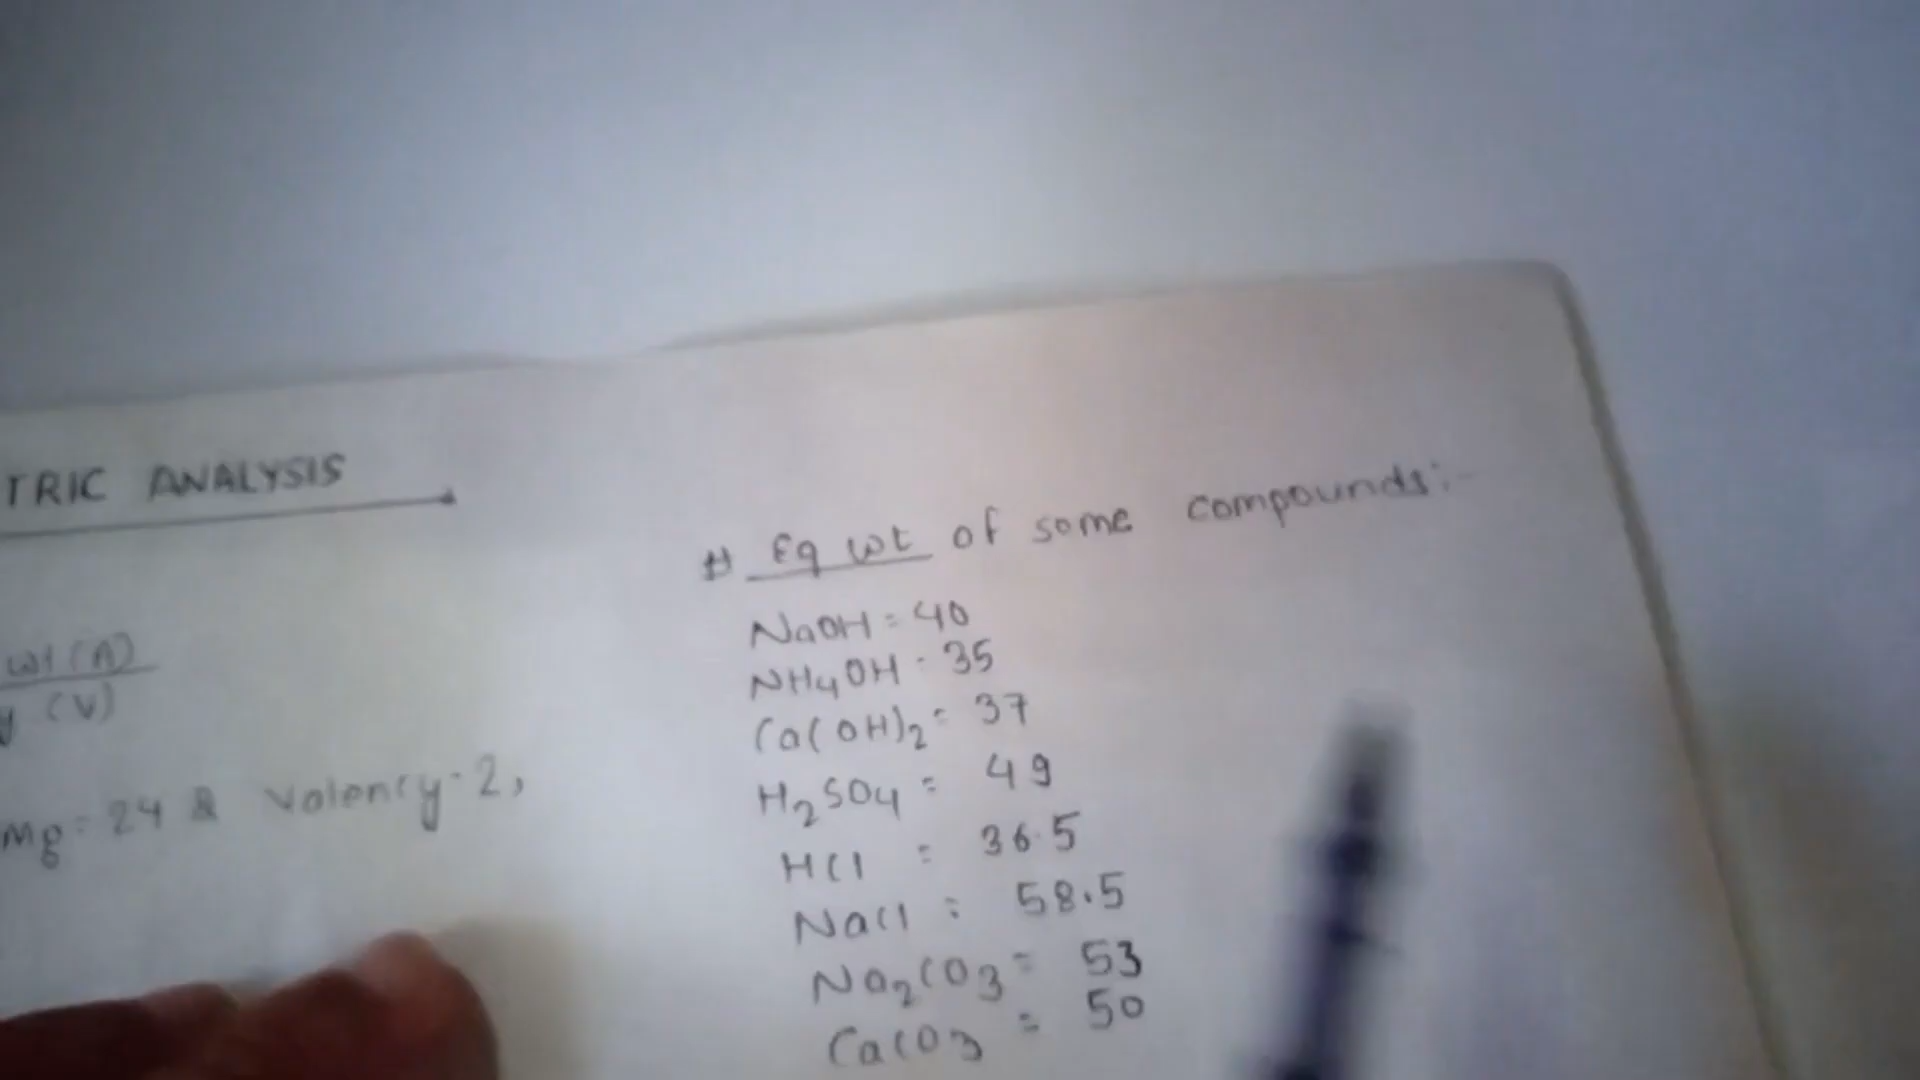 TRIC ANALYSIS
wt (A)
y (V)
Mg = 24 & valency - 2,
# Eq wt of some compounds:-
NaOH = 40
NH4OH - 35
Ca(OH)2 = 37
H2SO4 = 49
HCl = 36.5
NaCl = 58.5
Na2CO3 = 53
CaCO3 = 50